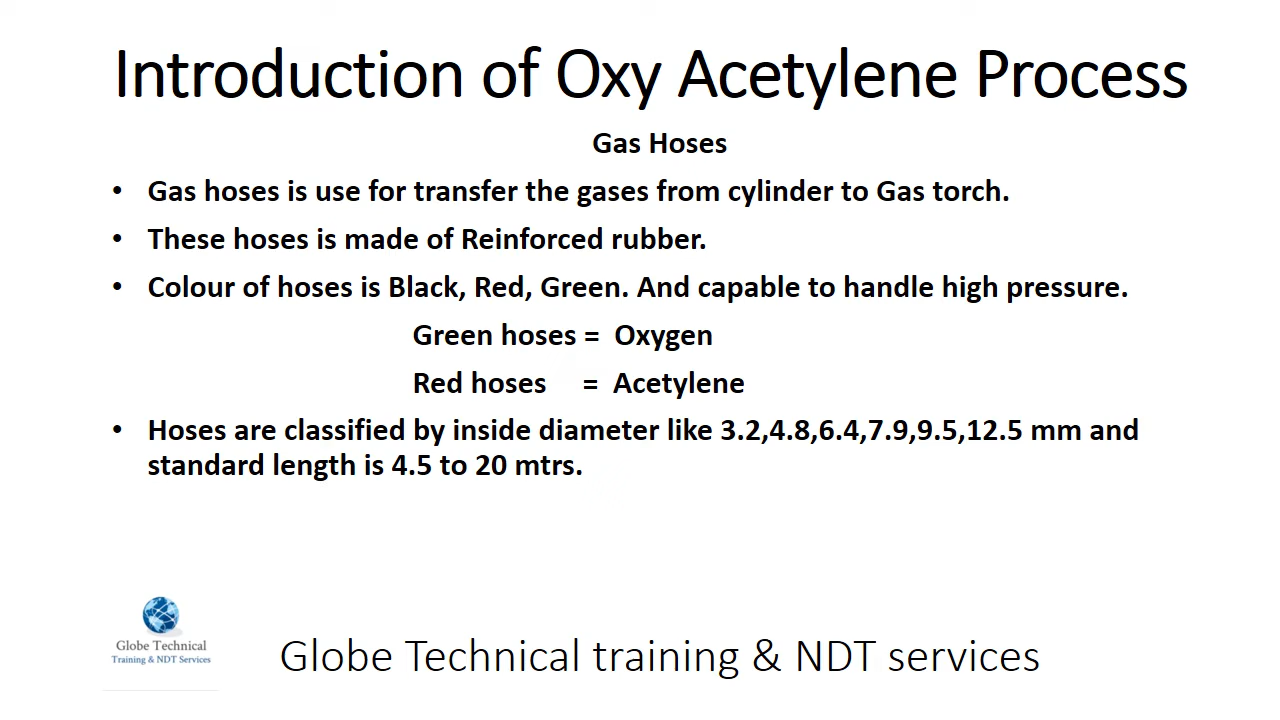 Introduction of Oxy Acetylene Process
Gas Hoses
• Gas hoses is use for transfer the gases from cylinder to Gas torch.
• These hoses is made of Reinforced rubber.
• Colour of hoses is Black, Red, Green. And capable to handle high pressure.
Green hoses = Oxygen
Red hoses = Acetylene
• Hoses are classified by inside diameter like 3.2,4.8,6.4,7.9,9.5,12.5 mm and
standard length is 4.5 to 20 mtrs.
Globe Technical
Training & NDT Services
Globe Technical training & NDT services